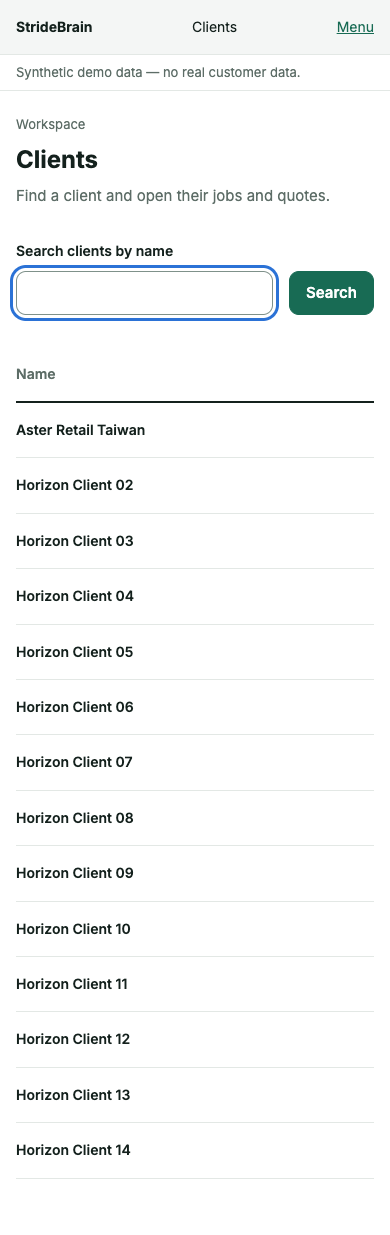 StrideBrain Clients Menu
Synthetic demo data — no real customer data.
Workspace
Clients
Find a client and open their jobs and quotes.
Search clients by name
Search
Name
Aster Retail Taiwan
Horizon Client 02
Horizon Client 03
Horizon Client 04
Horizon Client 05
Horizon Client 06
Horizon Client 07
Horizon Client 08
Horizon Client 09
Horizon Client 10
Horizon Client 11
Horizon Client 12
Horizon Client 13
Horizon Client 14